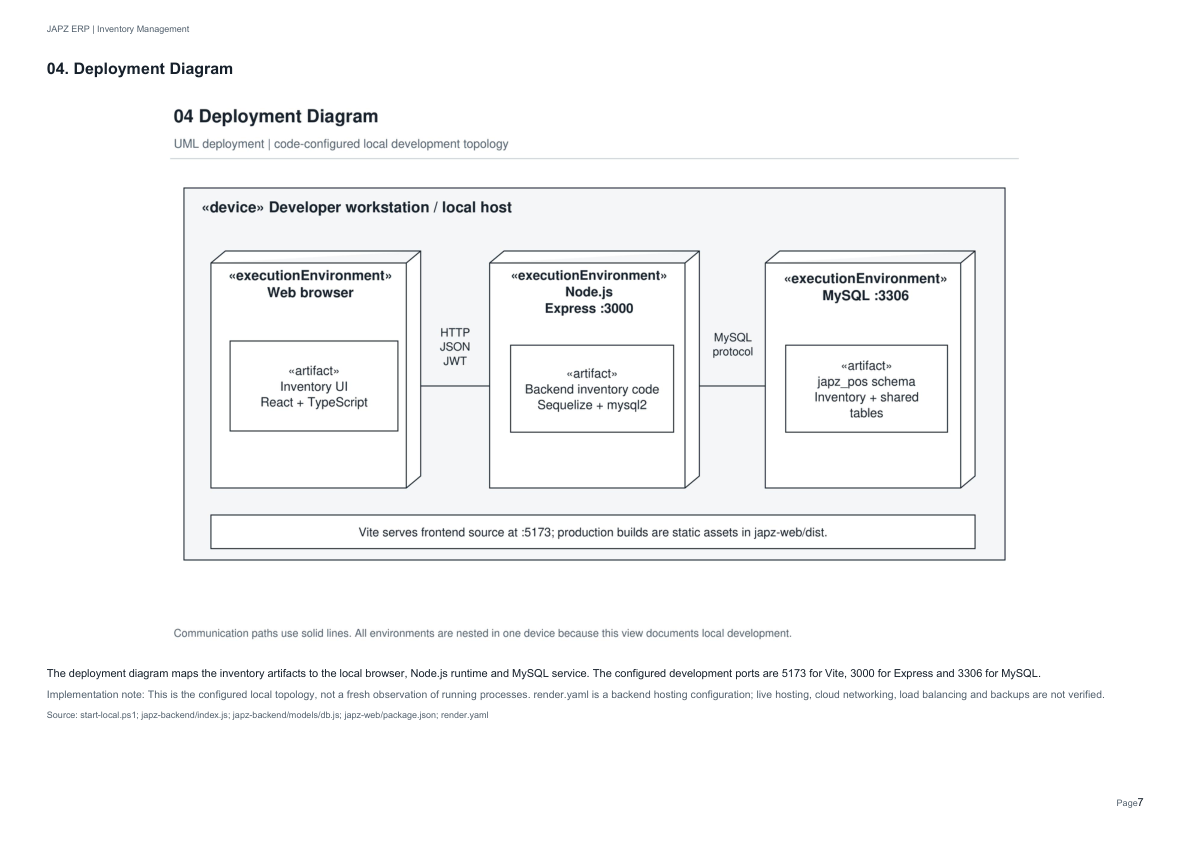 JAPZ ERP | Inventory Management
04. Deployment Diagram
04 Deployment Diagram
UML deployment | code-configured local development topology
«device» Developer workstation / local host
«executionEnvironment»
Web browser
«artifact»
Inventory UI
React + TypeScript
HTTP
JSON
JWT
«executionEnvironment»
Node.js
Express :3000
«artifact»
Backend inventory code
Sequelize + mysql2
MySQL
protocol
«executionEnvironment»
MySQL :3306
«artifact»
japz_pos schema
Inventory + shared
tables
Vite serves frontend source at :5173; production builds are static assets in japz-web/dist.
Communication paths use solid lines. All environments are nested in one device because this view documents local development.
The deployment diagram maps the inventory artifacts to the local browser, Node.js runtime and MySQL service. The configured development ports are 5173 for Vite, 3000 for Express and 3306 for MySQL.
Implementation note: This is the configured local topology, not a fresh observation of running processes. render.yaml is a backend hosting configuration; live hosting, cloud networking, load balancing and backups are not verified.
Source: start-local.ps1; japz-backend/index.js; japz-backend/models/db.js; japz-web/package.json; render.yaml
Page7